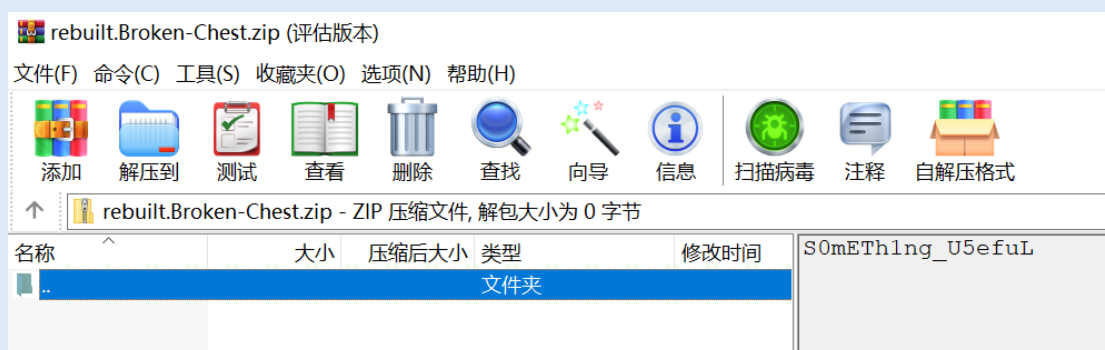 rebuilt.Broken-Chest.zip (评估版本)
文件(F) 命令(C) 工具(S) 收藏夹(O) 选项(N) 帮助(H)
添加 解压到 测试 查看 删除 查找 向导 信息 扫描病毒 注释 自解压格式
rebuilt.Broken-Chest.zip - ZIP 压缩文件, 解包大小为 0 字节
名称 大小 压缩后大小 类型 修改时间 S0mETh1ng_U5efuL
.. 文件夹